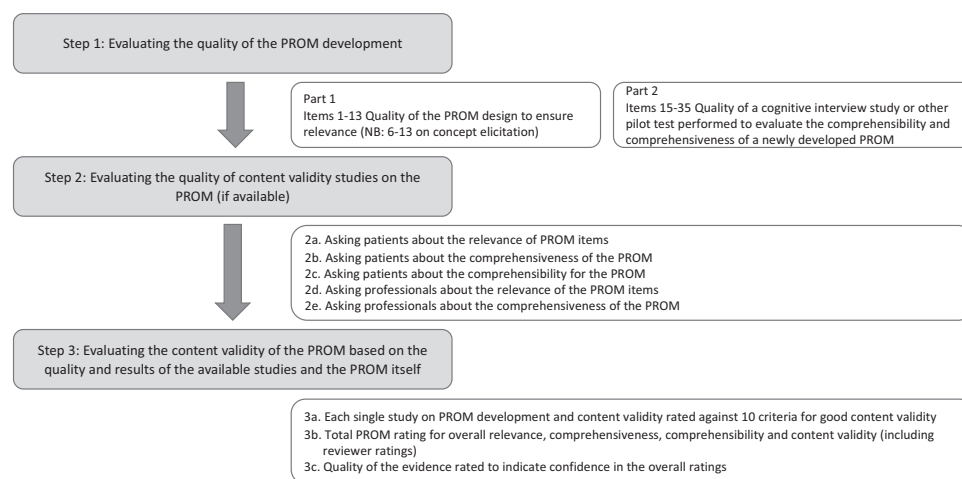 Step 1: Evaluating the quality of the PROM development
Part 1
Items 1-13 Quality of the PROM design to ensure
relevance (NB: 6-13 on concept elicitation)
Part 2
Items 15-35 Quality of a cognitive interview study or other
pilot test performed to evaluate the comprehensibility and
comprehensiveness of a newly developed PROM
Step 2: Evaluating the quality of content validity studies on the
PROM (if available)
2a. Asking patients about the relevance of PROM items
2b. Asking patients about the comprehensiveness of the PROM
2c. Asking patients about the comprehensibility for the PROM
2d. Asking professionals about the relevance of the PROM items
2e. Asking professionals about the comprehensiveness of the PROM
Step 3: Evaluating the content validity of the PROM based on the
quality and results of the available studies and the PROM itself
3a. Each single study on PROM development and content validity rated against 10 criteria for good content validity
3b. Total PROM rating for overall relevance, comprehensiveness, comprehensibility and content validity (including
reviewer ratings)
3c. Quality of the evidence rated to indicate confidence in the overall ratings